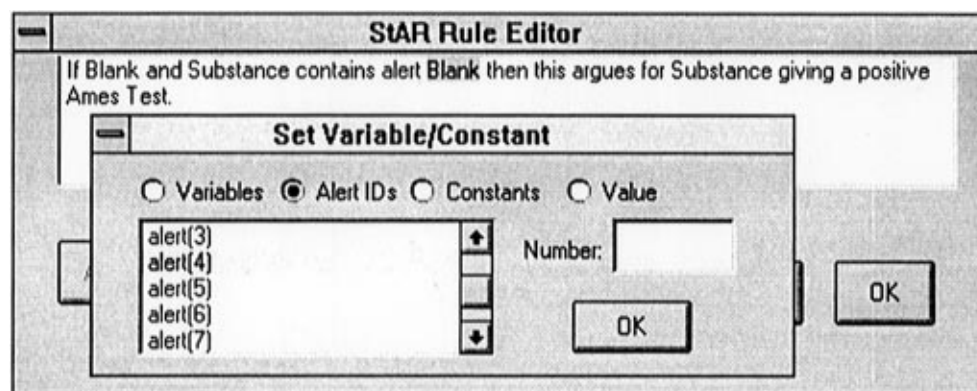 StAR Rule Editor
If Blank and Substance contains alert Blank then this argues for Substance giving a positive
Ames Test.
Set Variable/Constant
Variables Alert IDs Constants Value
alert(3)
alert(4)
alert(5)
alert(6)
alert(7)
Number:
OK
OK